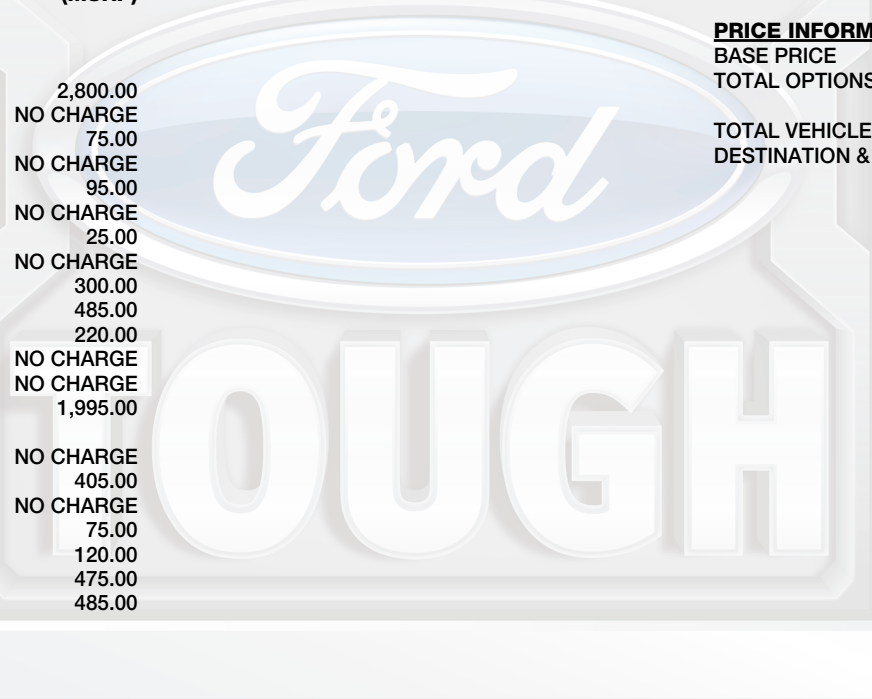 PRICE INFORM
BASE PRICE
TOTAL OPTIONS
TOTAL VEHICLE
DESTINATION &
2,800.00
NO CHARGE
75.00
NO CHARGE
95.00
NO CHARGE
25.00
NO CHARGE
300.00
485.00
220.00
NO CHARGE
NO CHARGE
1,995.00
NO CHARGE
405.00
NO CHARGE
75.00
120.00
475.00
485.00
Ford
TOUGH